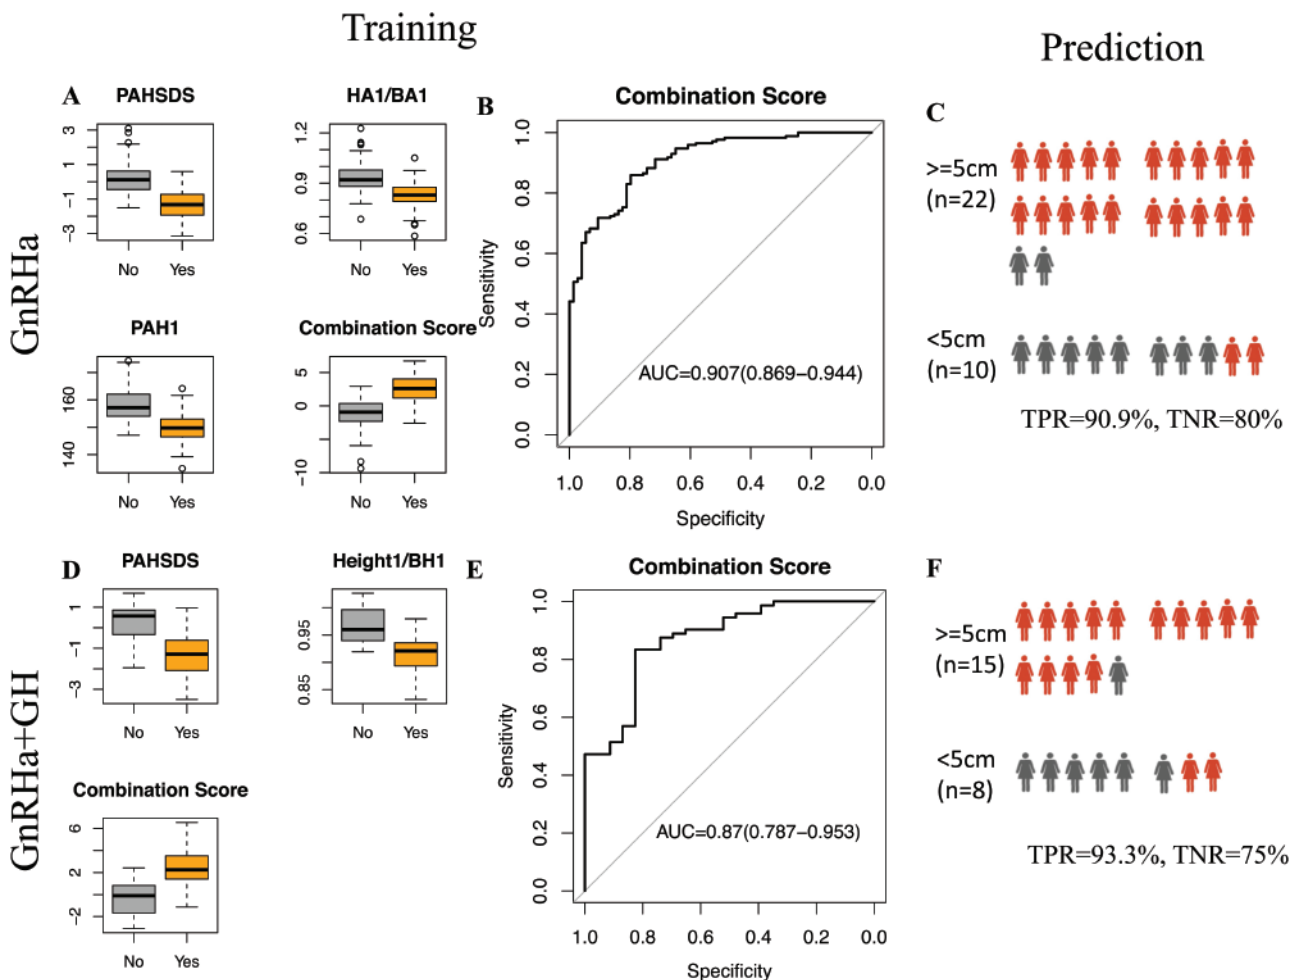 Training
Prediction
GnRHa
A
PAHSDS
3
1
-1
-3
No Yes
HA1/BA1
1.2
0.9
0.6
No Yes
PAH1
160
140
No Yes
Combination Score
5
0
-10
No Yes
B
Combination Score
Sensitivity
1.0
0.8
0.6
0.4
0.2
0.0
AUC=0.907(0.869−0.944)
1.0 0.8 0.6 0.4 0.2 0.0
Specificity
C
>=5cm
(n=22)
<5cm
(n=10)
TPR=90.9%, TNR=80%
GnRHa+GH
D
PAHSDS
1
-1
-3
No Yes
Height1/BH1
0.95
0.85
No Yes
Combination Score
6
2
-2
No Yes
E
Combination Score
Sensitivity
1.0
0.8
0.6
0.4
0.2
0.0
AUC=0.87(0.787−0.953)
1.0 0.8 0.6 0.4 0.2 0.0
Specificity
F
>=5cm
(n=15)
<5cm
(n=8)
TPR=93.3%, TNR=75%